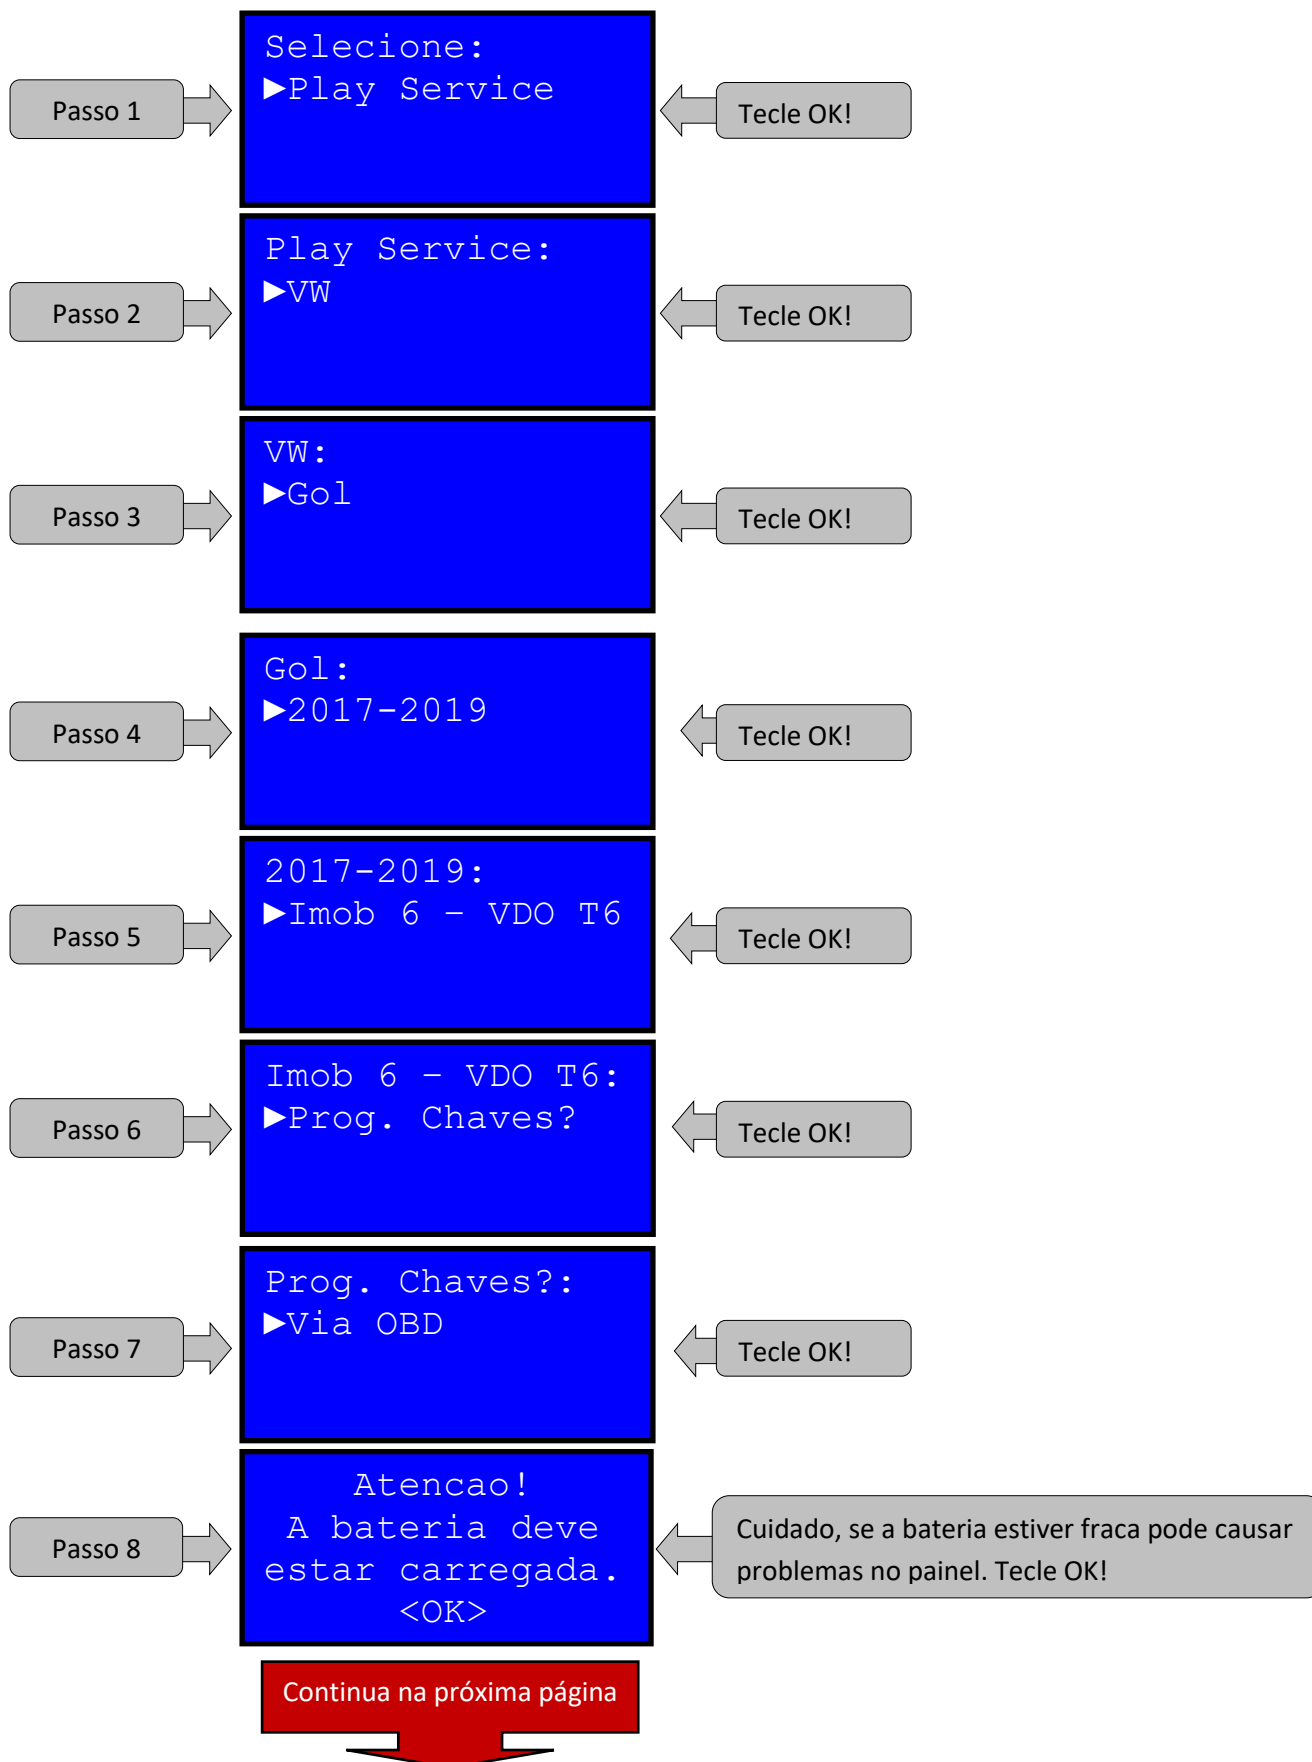 Selecione:
►Play Service
Passo 1
Tecle OK!
Play Service:
►VW
Passo 2
Tecle OK!
VW:
►Gol
Passo 3
Tecle OK!
Gol:
►2017-2019
Passo 4
Tecle OK!
2017-2019:
►Imob 6 – VDO T6
Passo 5
Tecle OK!
Imob 6 – VDO T6:
►Prog. Chaves?
Passo 6
Tecle OK!
Prog. Chaves?:
►Via OBD
Passo 7
Tecle OK!
Atencao!
A bateria deve
estar carregada.
<OK>
Passo 8
Cuidado, se a bateria estiver fraca pode causar
problemas no painel. Tecle OK!
Continua na próxima página